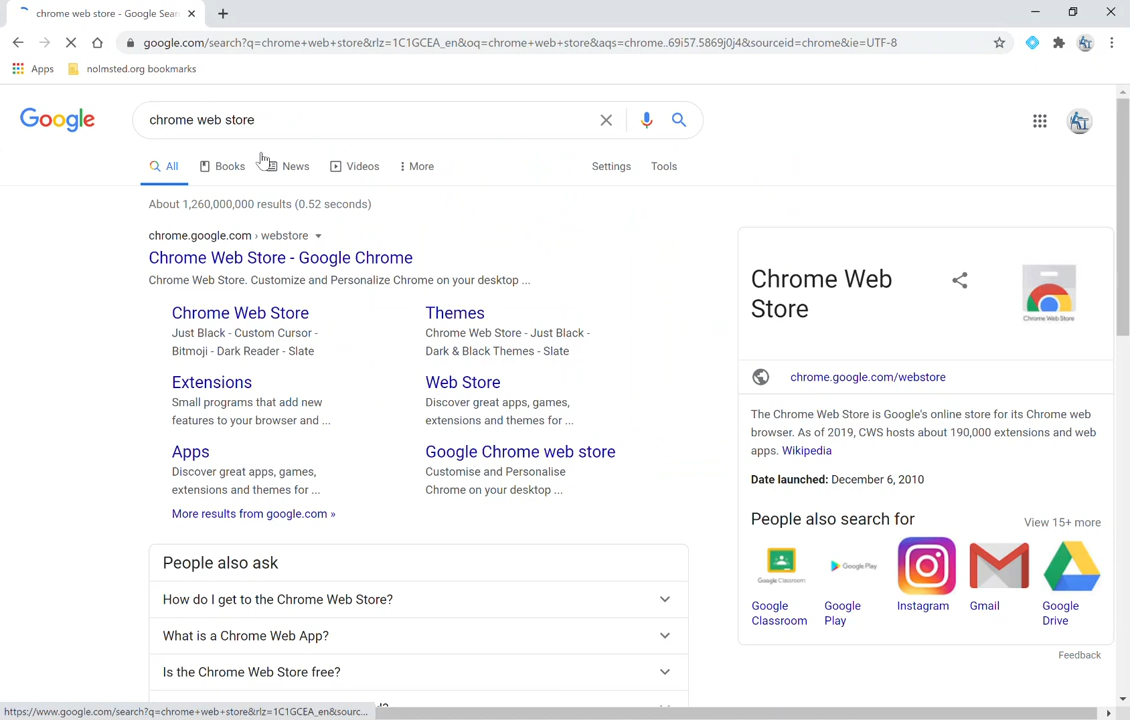 chrome web store - Google Sear
google.com/search?q=chrome+web+store&rlz=1C1GCEA_en&oq=chrome+web+store&aqs=chrome..69i57.5869j0j4&sourceid=chrome&ie=UTF-8
Apps nolmsted.org bookmarks
Google
chrome web store
All Books News Videos More Settings Tools
About 1,260,000,000 results (0.52 seconds)
chrome.google.com › webstore
Chrome Web Store - Google Chrome
Chrome Web Store. Customize and Personalize Chrome on your desktop ...
Chrome Web Store
Just Black - Custom Cursor -
Bitmoji - Dark Reader - Slate
Themes
Chrome Web Store - Just Black -
Dark & Black Themes - Slate
Extensions
Small programs that add new
features to your browser and ...
Web Store
Discover great apps, games,
extensions and themes for ...
Apps
Discover great apps, games,
extensions and themes for ...
Google Chrome web store
Customise and Personalise
Chrome on your desktop ...
More results from google.com »
People also ask
How do I get to the Chrome Web Store?
What is a Chrome Web App?
Is the Chrome Web Store free?
Chrome Web
Store
Chrome Web Store
chrome.google.com/webstore
The Chrome Web Store is Google's online store for its Chrome web
browser. As of 2019, CWS hosts about 190,000 extensions and web
apps. Wikipedia
Date launched: December 6, 2010
People also search for
View 15+ more
Google Classroom
Google Play
Google
Classroom
Google
Play
Instagram
Gmail
Google
Drive
Feedback
https://www.google.com/search?q=chrome+web+store&rlz=1C1GCEA_en&sourc...